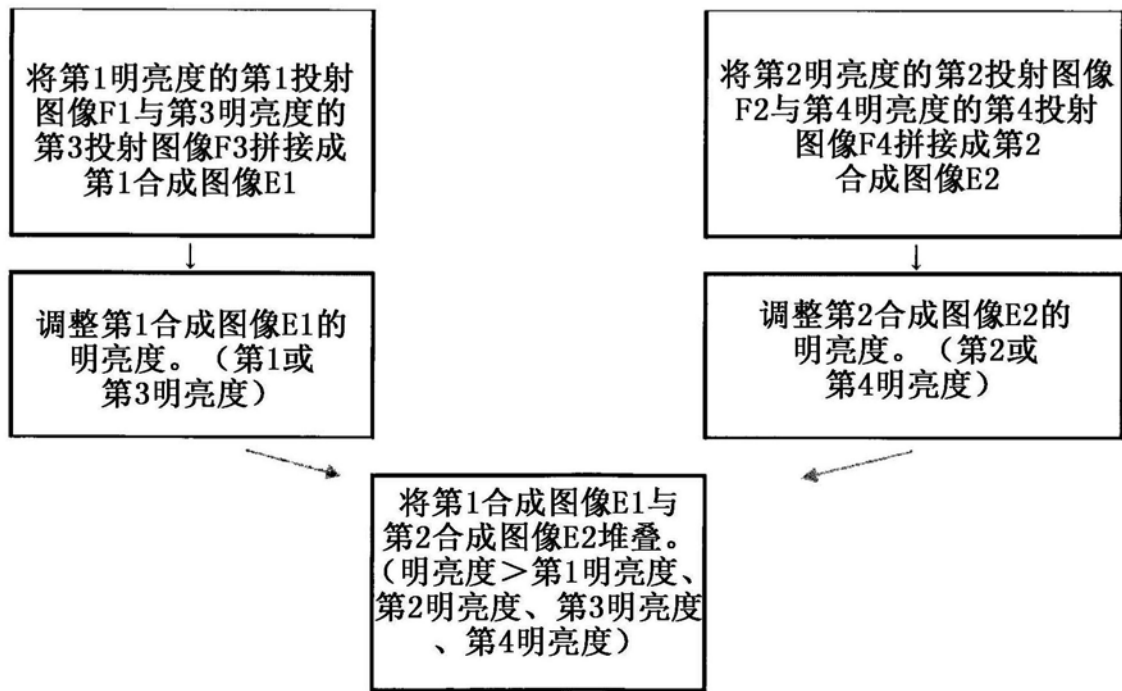 将第1明亮度的第1投射
图像F1与第3明亮度的
第3投射图像F3拼接成
第1合成图像E1
将第2明亮度的第2投射图像
F2与第4明亮度的第4投射
图像F4拼接成第2
合成图像E2
调整第1合成图像E1的
明亮度。（第1或
第3明亮度）
调整第2合成图像E2的
明亮度。（第2或
第4明亮度）
将第1合成图像E1与
第2合成图像E2堆叠。
（明亮度＞第1明亮度、
第2明亮度、第3明亮度
、第4明亮度）